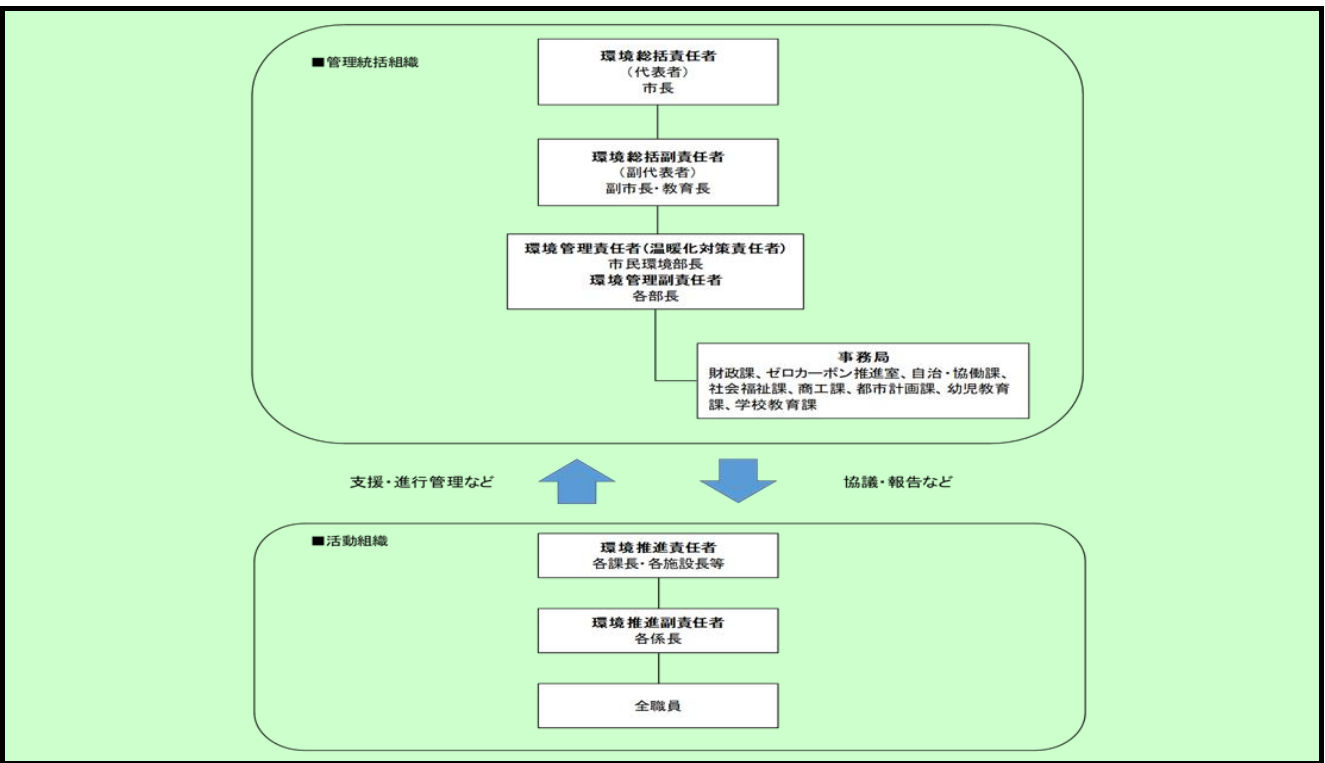 ■管理統括組織
環境総括責任者
（代表者）
市長
環境総括副責任者
（副代表者）
副市長･教育長
環境管理責任者(温暖化対策責任者)
市民環境部長
環境管理副責任者
各部長
事務局
財政課、ゼロカーボン推進室、自治・協働課、
社会福祉課、商工課、都市計画課、幼児教育
課、学校教育課
支援･進行管理など
協議･報告など
■活動組織
環境推進責任者
各課長･各施設長等
環境推進副責任者
各係長
全職員